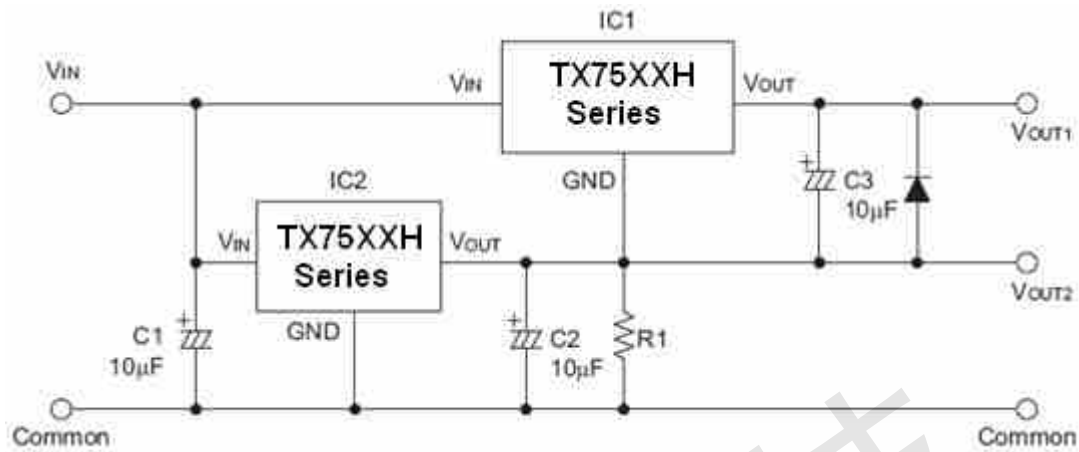 IC1
VIN
VIN
TX75XXH
Series
VOUT
VOUT1
GND
C3
10µF
IC2
VIN
TX75XXH
Series
VOUT
VOUT2
GND
C1
10µF
C2
10µF
R1
Common
Common